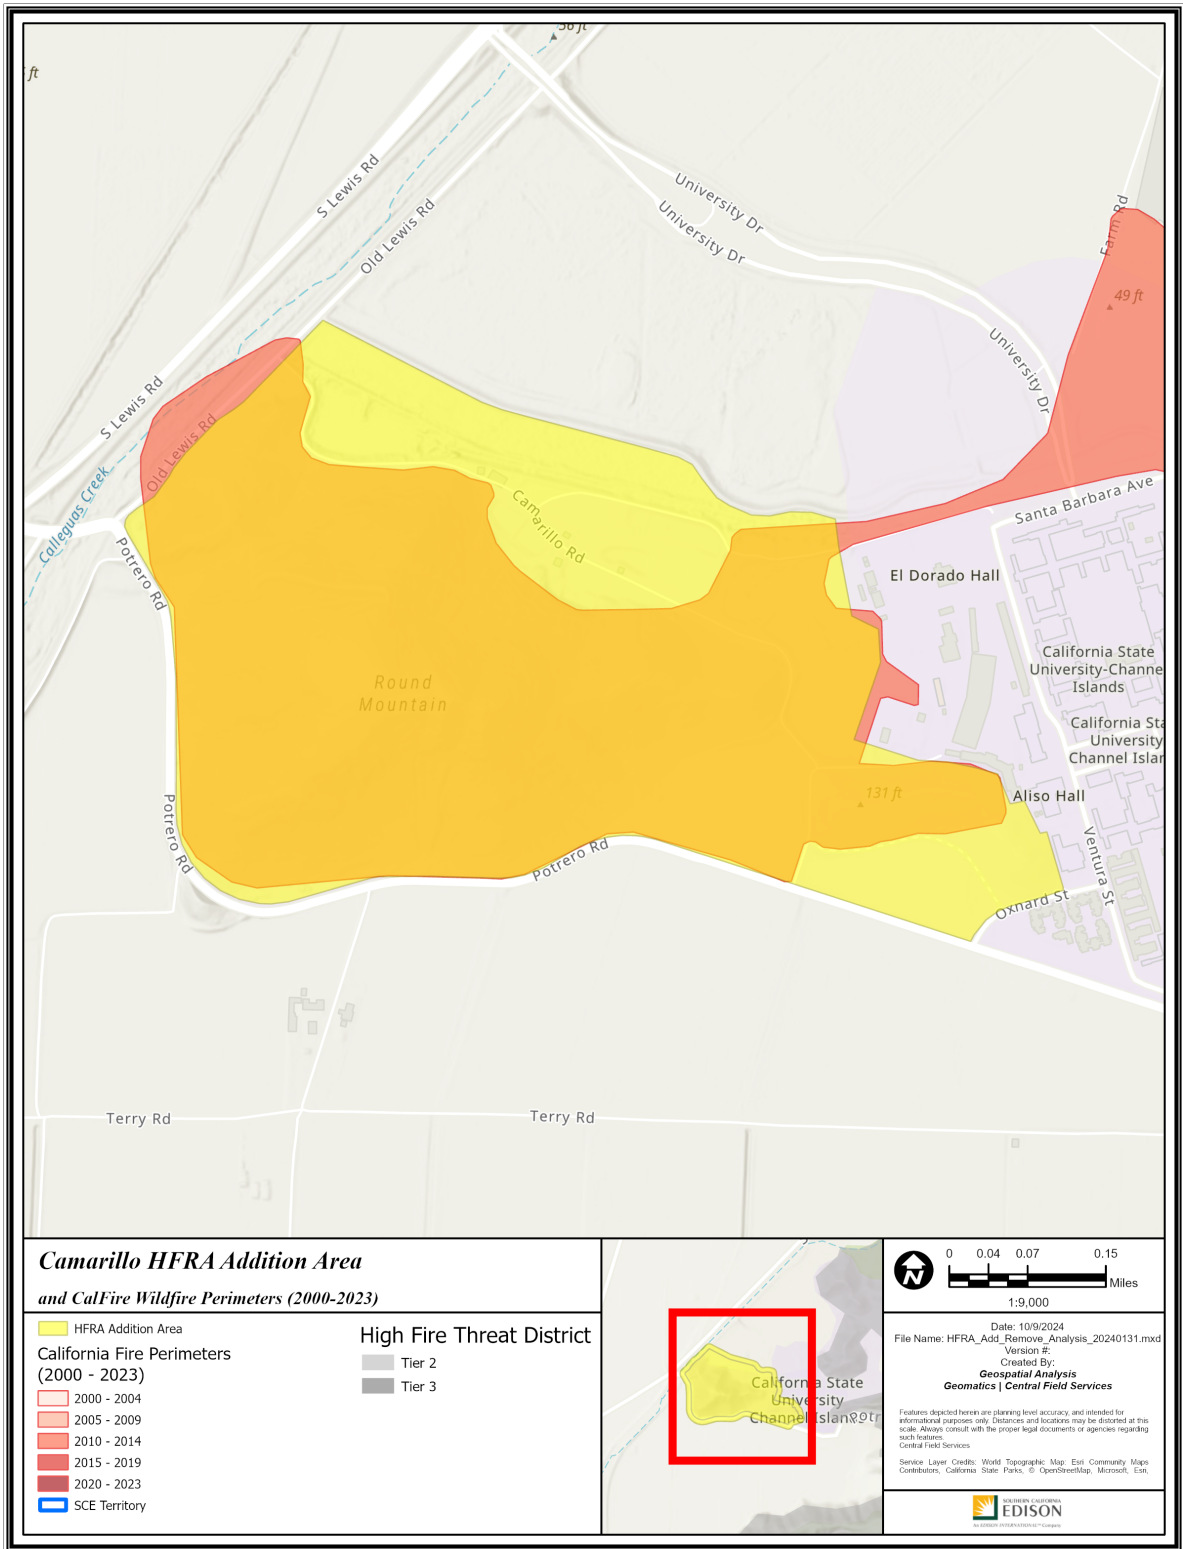 56 ft
ft
S Lewis Rd
University Dr
University Dr
Old Lewis Rd
Farm Rd
49 ft
University Dr
S Lewis Rd
Old Lewis Rd
Calleguas Creek
Santa Barbara Ave
Camarillo Rd
Potrero Rd
El Dorado Hall
California State
University-Channe
Islands
Round
Mountain
California Sta
University
Channel Islan
131 ft
Aliso Hall
Potrero Rd
Potrero Rd
Ventura St
Oxnard St
Terry Rd
Terry Rd
Camarillo HFRA Addition Area
and CalFire Wildfire Perimeters (2000-2023)
HFRA Addition Area
California Fire Perimeters
(2000 - 2023)
2000 - 2004
2005 - 2009
2010 - 2014
2015 - 2019
2020 - 2023
SCE Territory
High Fire Threat District
Tier 2
Tier 3
California State
University
Channel Islan
Potr
N
0 0.04 0.07 0.15
Miles
1:9,000
Date: 10/9/2024
File Name: HFRA_Add_Remove_Analysis_20240131.mxd
Version #:
Created By:
Geospatial Analysis
Geomatics | Central Field Services
Features depicted herein are planning level accuracy, and intended for
informational purposes only. Distances and locations may be distorted at this
scale. Always consult with the proper legal documents or agencies regarding
such features.
Central Field Services
Service Layer Credits: World Topographic Map: Esri Community Maps
Contributors, California State Parks, © OpenStreetMap, Microsoft, Esri,
SOUTHERN CALIFORNIA
EDISON
An EDISON INTERNATIONAL™ Company